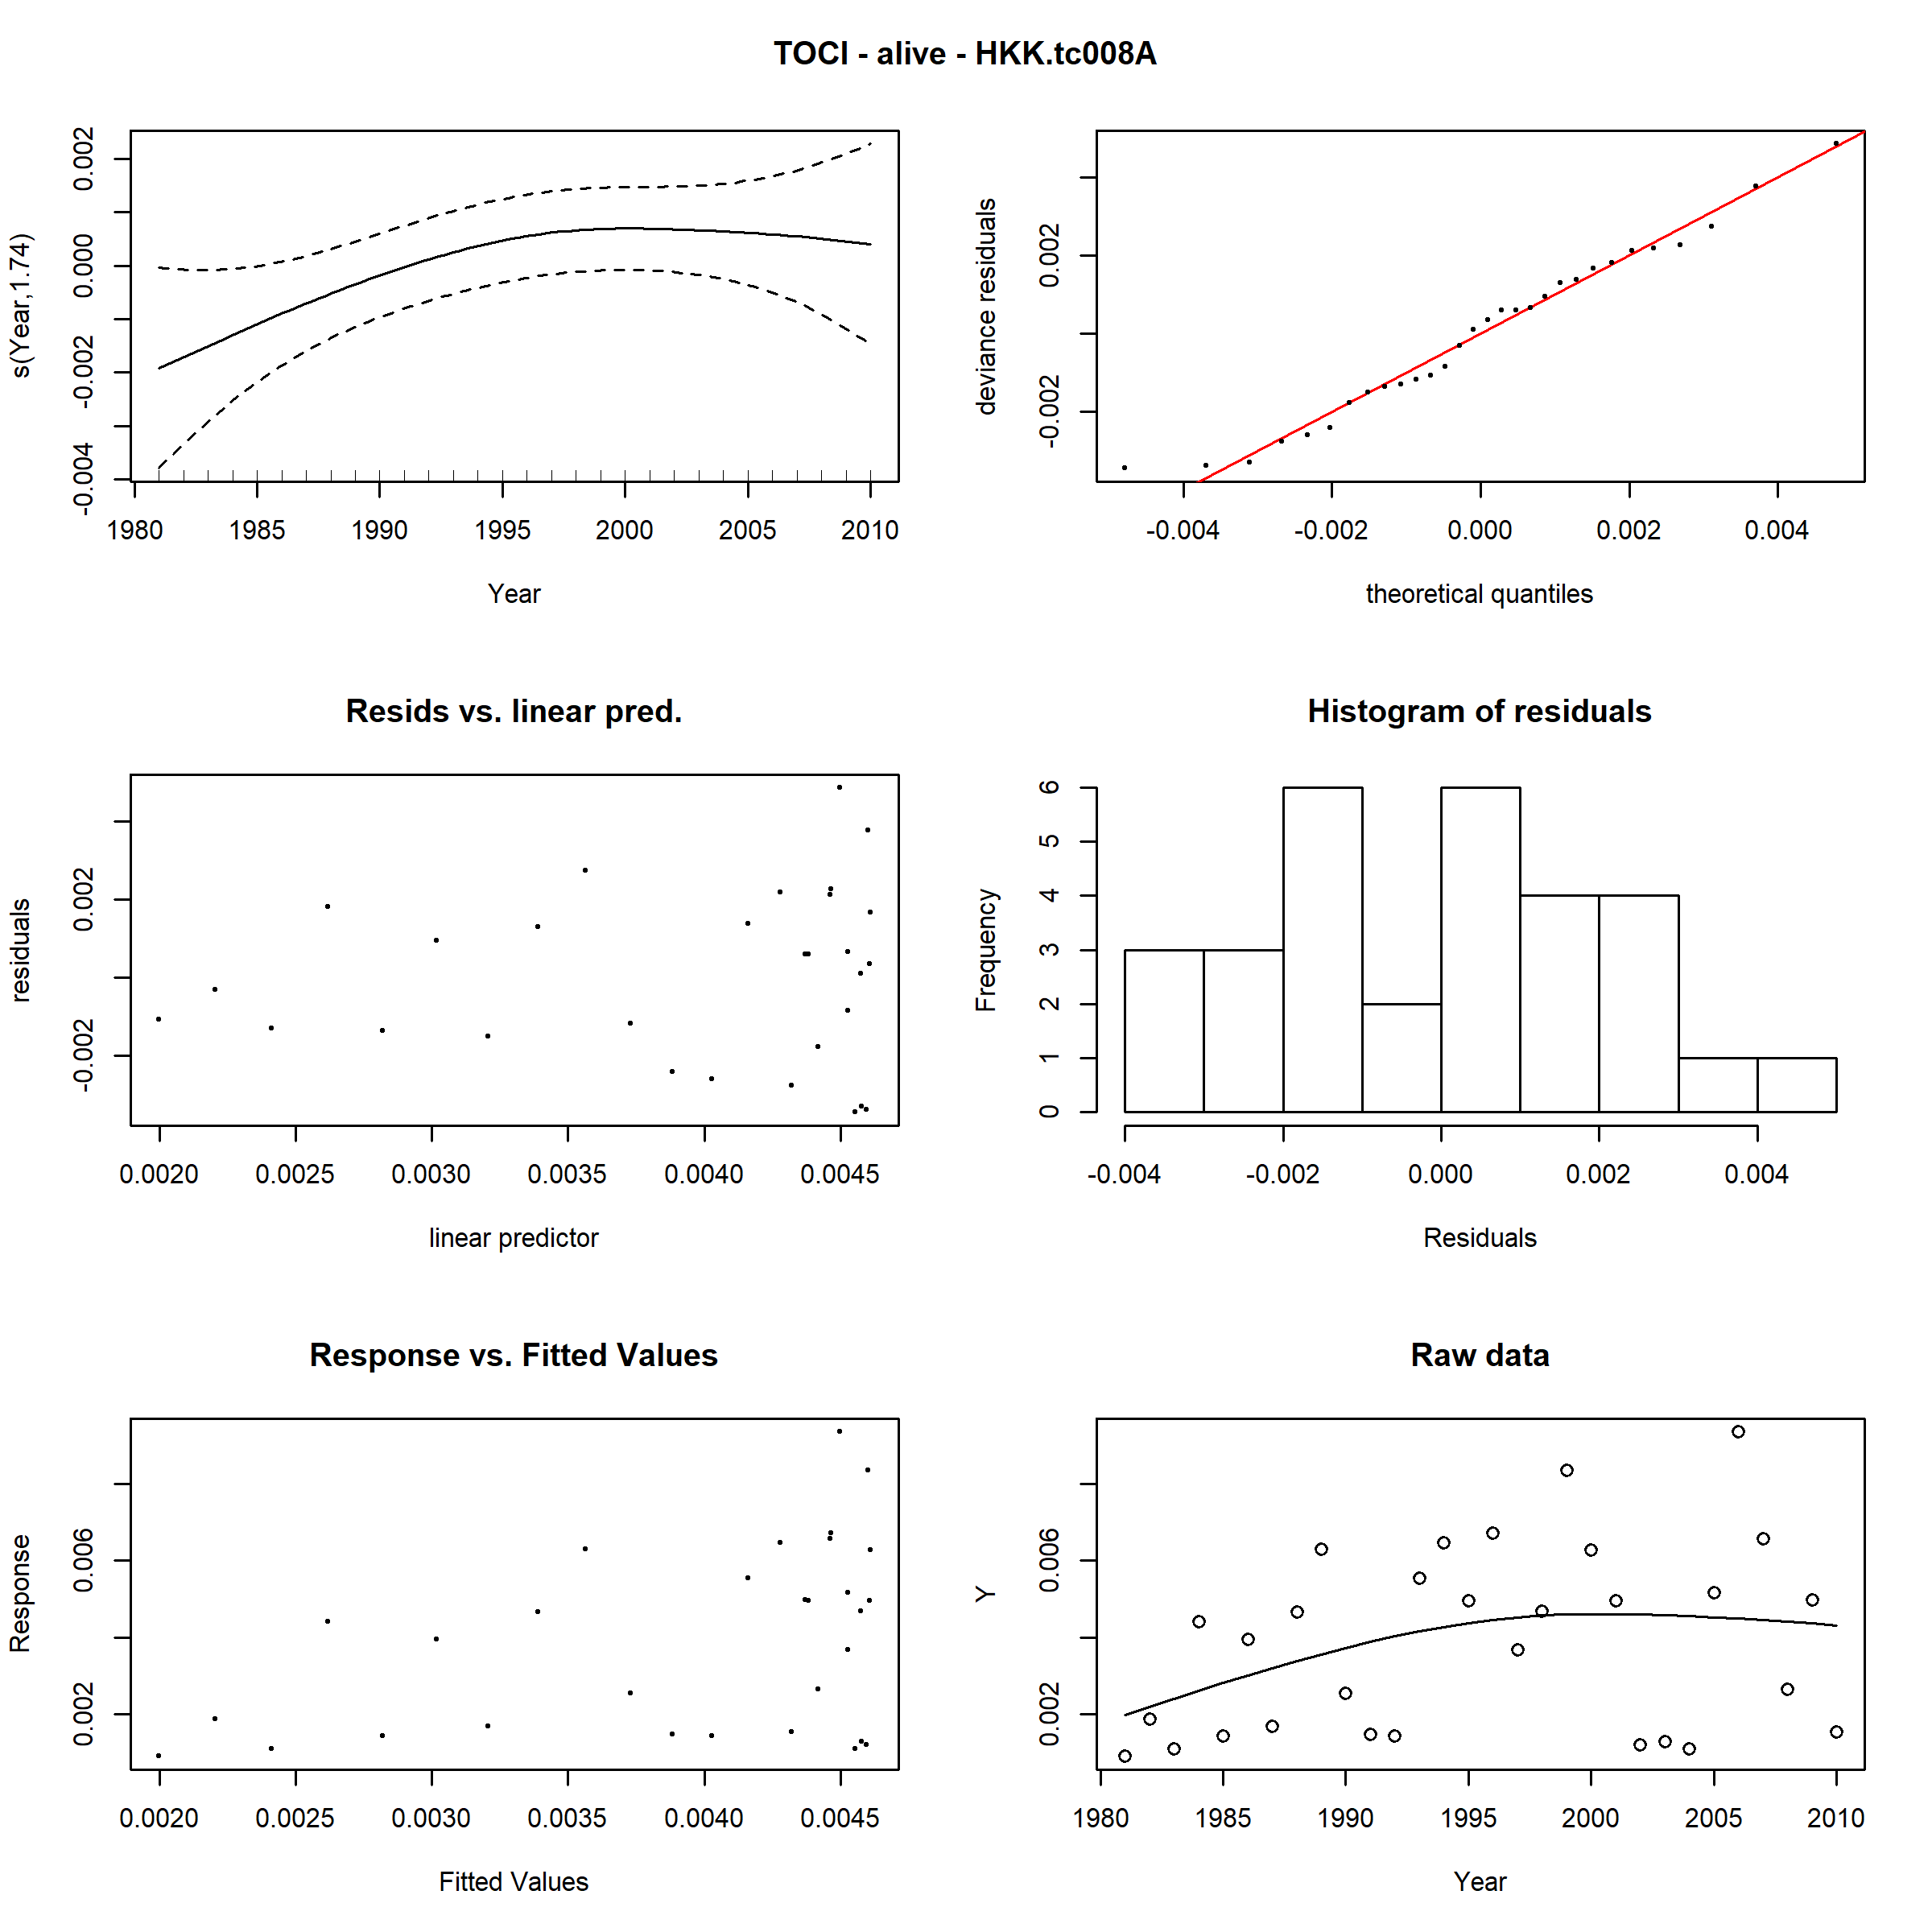 TOCI - alive - HKK.tc008A
s(Year,1.74)
0.002
0.000
-0.002
-0.004
1980 1985 1990 1995 2000 2005 2010
Year
deviance residuals
0.002
-0.002
-0.004 -0.002 0.000 0.002 0.004
theoretical quantiles
Resids vs. linear pred.
residuals
0.002
-0.002
0.0020 0.0025 0.0030 0.0035 0.0040 0.0045
linear predictor
Histogram of residuals
Frequency
6
5
4
3
2
1
0
-0.004 -0.002 0.000 0.002 0.004
Residuals
Response vs. Fitted Values
Response
0.006
0.002
0.0020 0.0025 0.0030 0.0035 0.0040 0.0045
Fitted Values
Raw data
Y
0.006
0.002
1980 1985 1990 1995 2000 2005 2010
Year